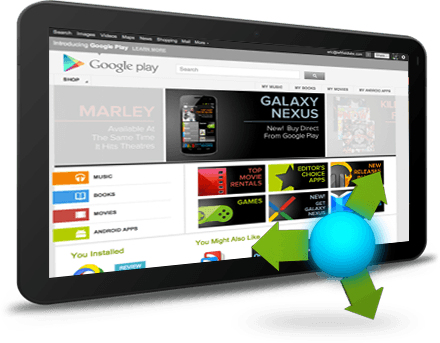 Search Images Videos Maps News Shopping Mail More
Introducing Google Play
Google play
Search
SHOP
MY MUSIC MY BOOKS MY MOVIES MY ANDROID APPS
MARLEY
Available At
The Same Time
It Hits Theatres
GALAXY
NEXUS
New! Buy Direct
From Google Play
MUSIC
BOOKS
MOVIES
ANDROID APPS
TOP
MOVIE
RENTALS
EDITOR'S
CHOICE
APPS
NEW
RELEASES
GAMES
NEW!
GET
GALAXY
NEXUS
You Installed
You Might Also Like
REVIEW